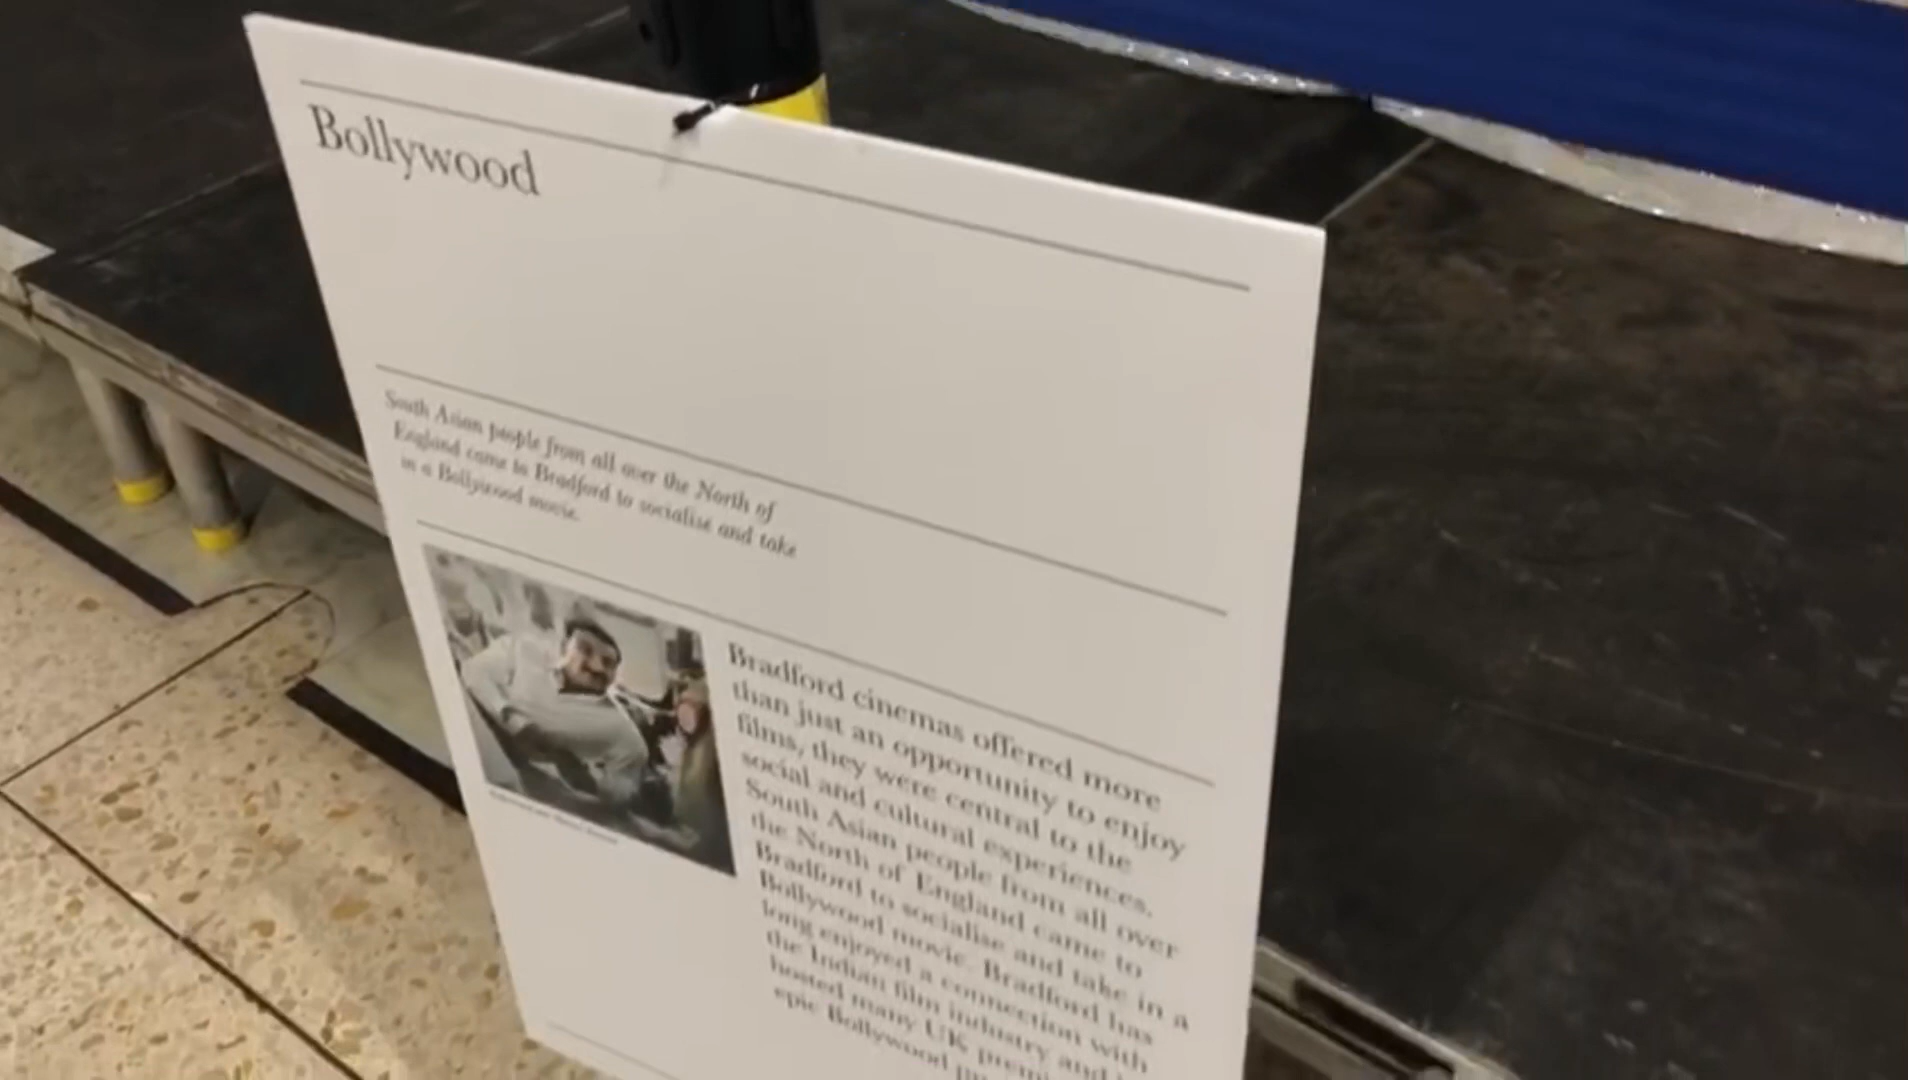 Bollywood
South Asian people from all over the North of
England came to Bradford to socialise and take
in a Bollywood movie.
Bradford cinemas offered more
than just an opportunity to enjoy
films, they were central to the
social and cultural experiences.
South Asian people from all over
the North of England came to
Bradford to socialise and take in a
Bollywood movie. Bradford has
long enjoyed a connection with
the Indian film industry and
hosted many UK
epic Bollywood